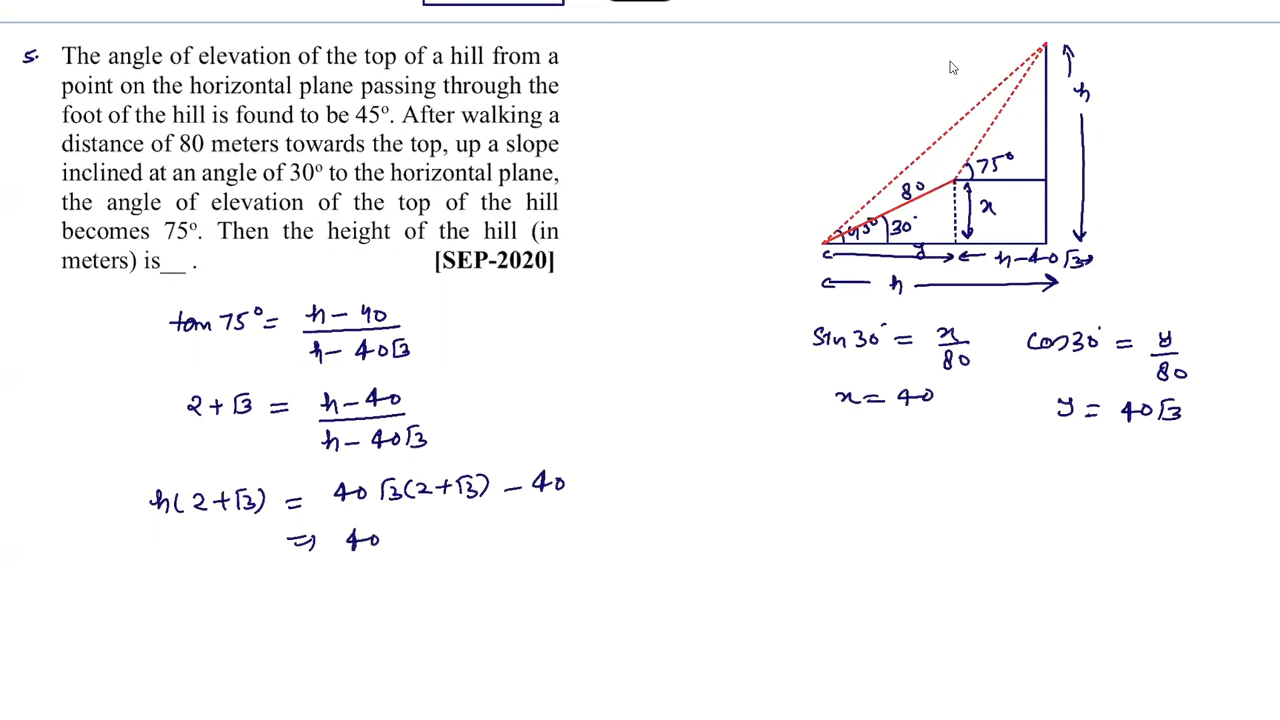 5. The angle of elevation of the top of a hill from a
point on the horizontal plane passing through the
foot of the hill is found to be 45°. After walking a
distance of 80 meters towards the top, up a slope
inclined at an angle of 30° to the horizontal plane,
the angle of elevation of the top of the hill
becomes 75°. Then the height of the hill (in
meters) is__ .
[SEP-2020]
tan 75° = h - 40 / h - 40√3
2 + √3 = h - 40 / h - 40√3
h(2+√3) = 40√3(2+√3) - 40
⇒ 40
h
75°
80
x
45° 30°
y h-40√3
h
sin 30° = x/80 cos 30° = y/80
x = 40 y = 40√3